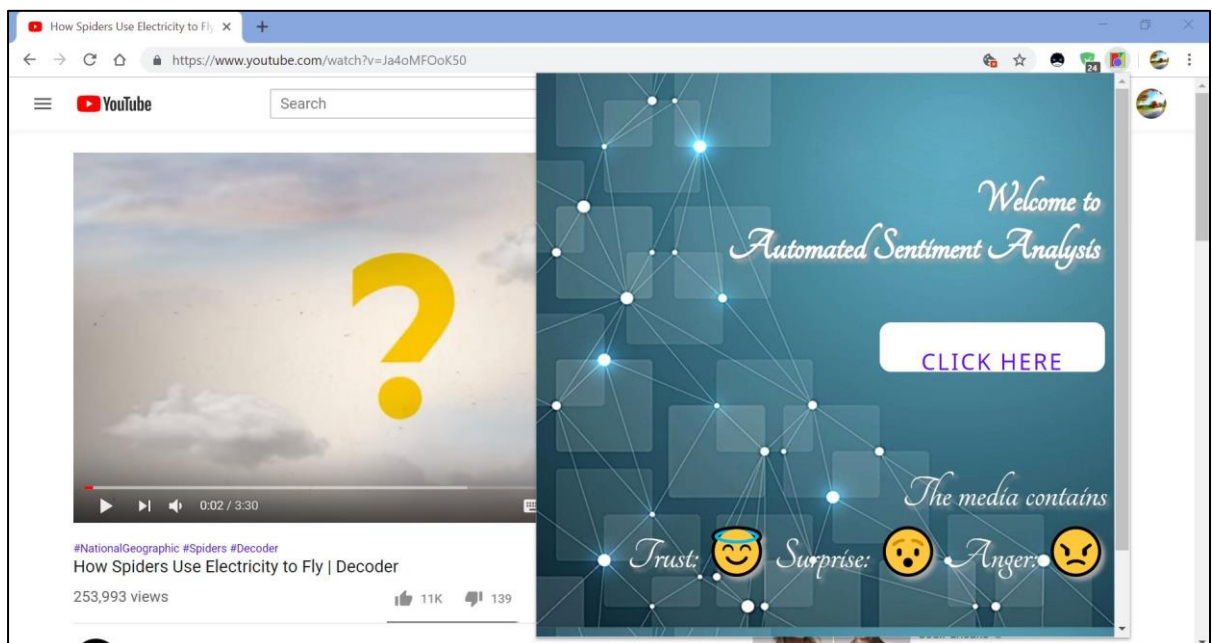 How Spiders Use Electricity to Fl
https://www.youtube.com/watch?v=Ja4oMFOoK50
24
YouTube
Search
Welcome to
Automated Sentiment Analysis
CLICK HERE
?
0:02 / 3:30
The media contains
Trust: Surprise: Anger:
#NationalGeographic #Spiders #Decoder
How Spiders Use Electricity to Fly | Decoder
253,993 views
11K 139